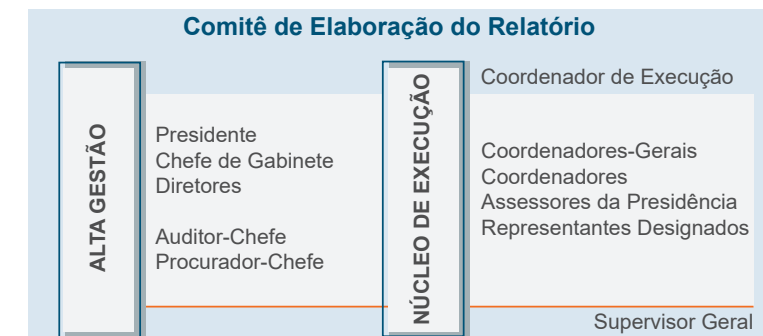 Comitê de Elaboração do Relatório
ALTA GESTÃO
Presidente
Chefe de Gabinete
Diretores
Auditor-Chefe
Procurador-Chefe
NÚCLEO DE EXECUÇÃO
Coordenador de Execução
Coordenadores-Gerais
Coordenadores
Assessores da Presidência
Representantes Designados
Supervisor Geral